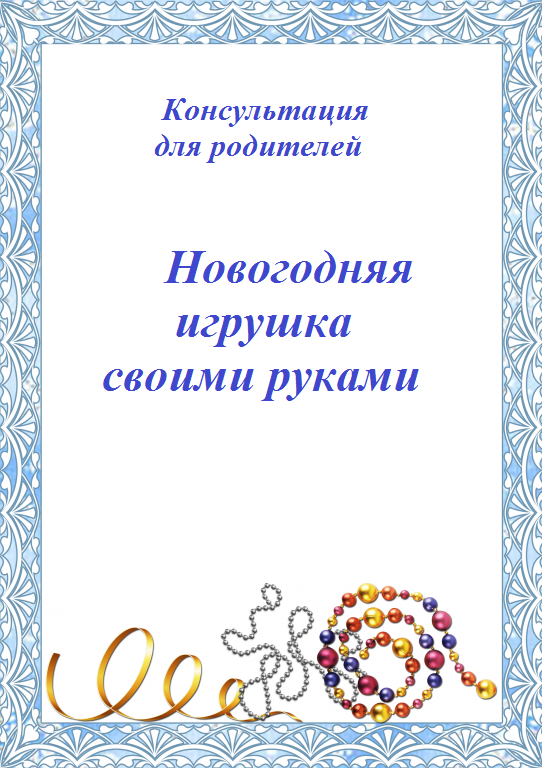 Консультация
для родителей
Новогодняя
игрушка
своими руками